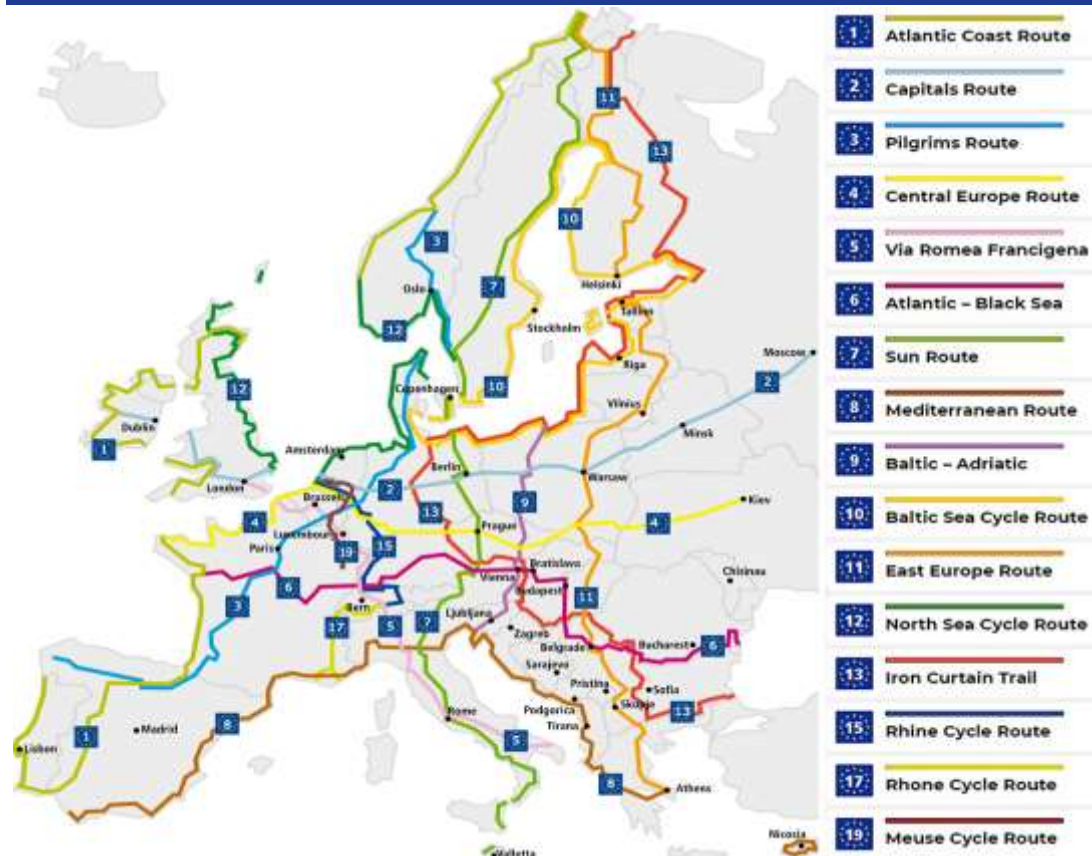 1 Atlantic Coast Route
2 Capitals Route
3 Pilgrims Route
4 Central Europe Route
5 Via Romea Francigena
6 Atlantic – Black Sea
7 Sun Route
8 Mediterranean Route
9 Baltic – Adriatic
10 Baltic Sea Cycle Route
11 East Europe Route
12 North Sea Cycle Route
13 Iron Curtain Trail
15 Rhine Cycle Route
17 Rhone Cycle Route
19 Meuse Cycle Route
11
13
10
3
Oslo
Helsinki
7
12
Tallinn
Stockholm
Moscow
12
Riga
2
Copenhagen
10
Vilnius
Dublin
Minsk
1
Amsterdam
Berlin
London
2
Warsaw
Brussel
9
Kiev
4
13
4
Prague
Luxembourg
15
Paris
19
Bratislava
Chisinau
Vienna
6
Budapest
3
Bern
11
Ljubljana
17
5
7
Zagreb
Bucharest
6
Belgrade
Sarajevo
Pristina
Sofia
Skopje
Podgorica
13
Rome
Tirana
8
Madrid
1
Lisbon
5
8
Athens
Nicosia
Valletta